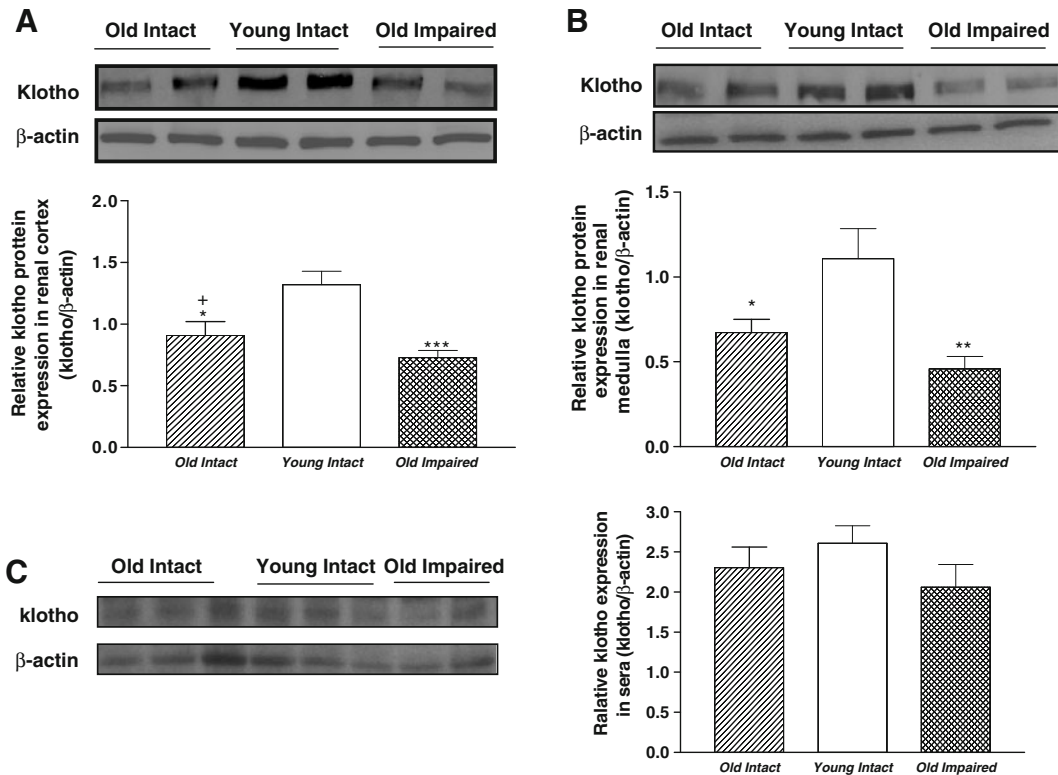 A
Old Intact Young Intact Old Impaired
Klotho
β-actin
Relative klotho prottein
expression in renal cortex
(klotho/β-actin)
2.0
1.5
1.0
0.5
0.0
+
*
***
Old Intact Young Intact Old Impaired
B
Old Intact Young Intact Old Impaired
Klotho
β-actin
Relative klotho protein
expression in renal
medulla (klotho/β-actin)
1.5
1.0
0.5
0.0
*
**
Old Intact Young Intact Old Impaired
C
Old Intact Young Intact Old Impaired
klotho
β-actin
Ralative klotho expression
in sera (klotho/β-actin)
3.0
2.5
2.0
1.5
1.0
0.5
0.0
Old Intact Young Intact Old Impaired